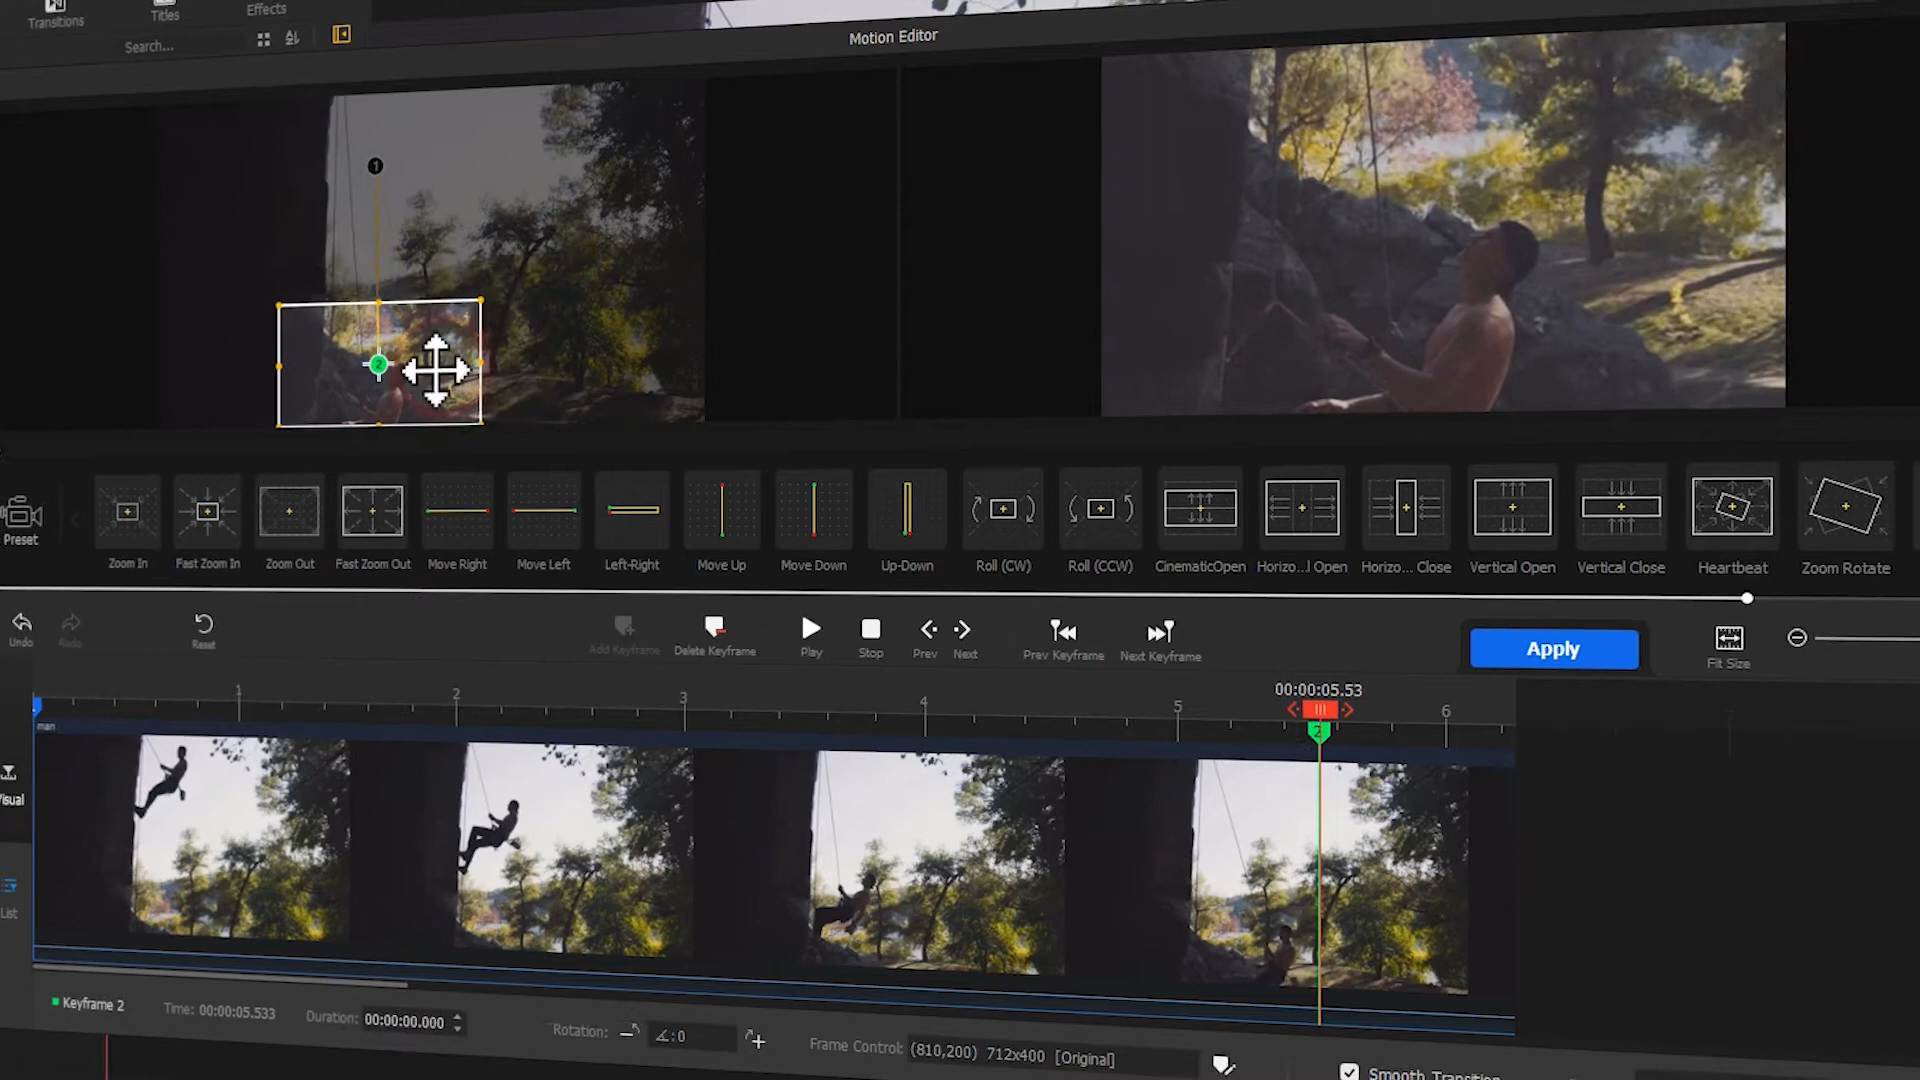 Transitions
Titles
Effects
Search...
Motion Editor
1
2
Preset
Zoom In
Fast Zoom In
Zoom Out
Fast Zoom Out
Move Right
Move Left
Left-Right
Move Up
Move Down
Up-Down
Roll (CW)
Roll (CCW)
CinematicOpen
Horizo...l Open
Horizo... Close
Vertical Open
Vertical Close
Heartbeat
Zoom Rotate
Undo
Redo
Reset
Add Keyframe
Delete Keyframe
Play
Stop
Prev
Next
Prev Keyframe
Next Keyframe
Apply
Fit Size
00:00:05.53
1
2
3
4
5
6
2
man
Visual
List
Keyframe 2
Time: 00:00:05.533
Duration: 00:00:00.000
Rotation:
∡:0
Frame Control: (810,200) 712x400 [Original]
Smooth Transition